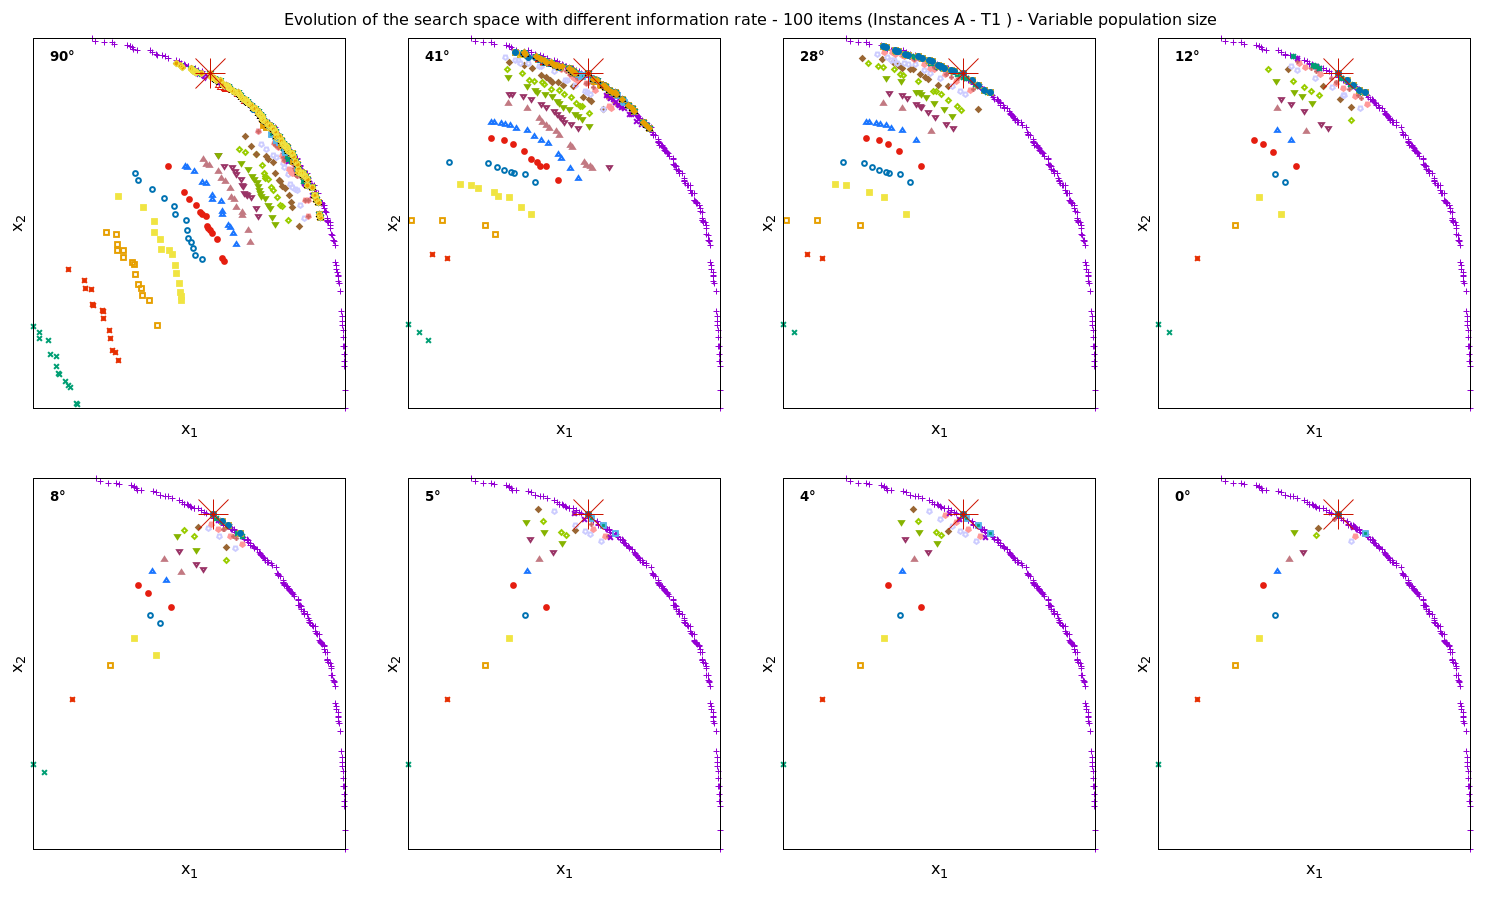 Evolution of the search space with different information rate - 100 items (Instances A - T1 ) - Variable population size
90°
41°
28°
12°
x2
x2
x2
x2
x1
x1
x1
x1
8°
5°
4°
0°
x2
x2
x2
x2
x1
x1
x1
x1